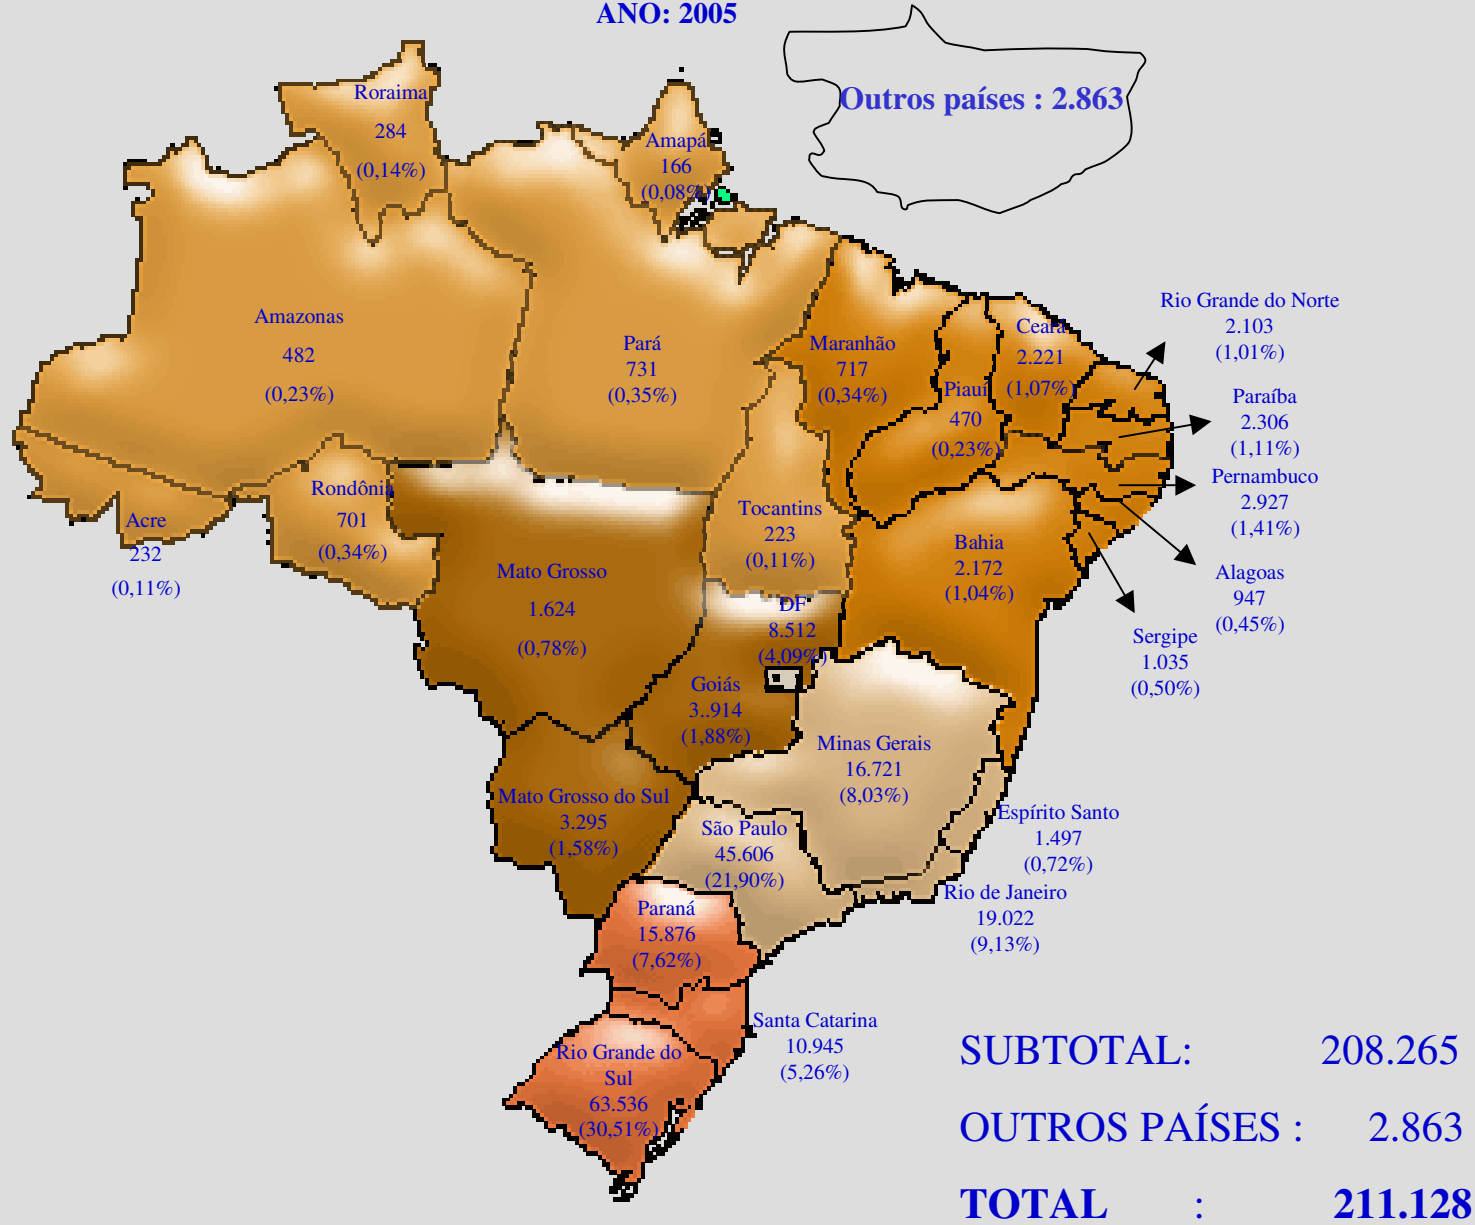 ANO: 2005
Outros países : 2.863
Roraima
284
(0,14%)
Amapá
166
(0,08%)
Amazonas
482
(0,23%)
Pará
731
(0,35%)
Maranhão
717
(0,34%)
Piauí
470
(0,23%)
Ceará
2.221
(1,07%)
Rio Grande do Norte
2.103
(1,01%)
Paraíba
2.306
(1,11%)
Pernambuco
2.927
(1,41%)
Alagoas
947
(0,45%)
Sergipe
1.035
(0,50%)
Acre
232
(0,11%)
Rondônia
701
(0,34%)
Mato Grosso
1.624
(0,78%)
Tocantins
223
(0,11%)
Bahia
2.172
(1,04%)
DF
8.512
(4,09%)
Goiás
3..914
(1,88%)
Minas Gerais
16.721
(8,03%)
Mato Grosso do Sul
3.295
(1,58%)
São Paulo
45.606
(21,90%)
Espírito Santo
1.497
(0,72%)
Rio de Janeiro
19.022
(9,13%)
Paraná
15.876
(7,62%)
Santa Catarina
10.945
(5,26%)
Rio Grande do
Sul
63.536
(30,51%)
SUBTOTAL: 208.265
OUTROS PAÍSES : 2.863
TOTAL : 211.128